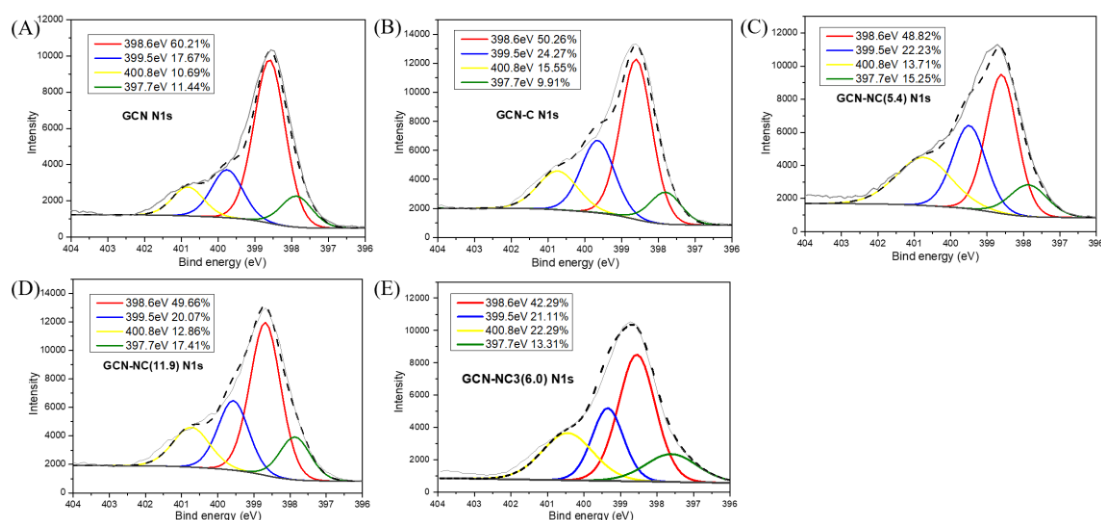 (A)
12000
10000
8000
6000
4000
2000
0
Intensity
398.6eV 60.21%
399.5eV 17.67%
400.8eV 10.69%
397.7eV 11.44%
GCN N1s
404 403 402 401 400 399 398 397 396
Bind energy (eV)
(B)
14000
12000
10000
8000
6000
4000
2000
0
Intensity
398.6eV 50.26%
399.5eV 24.27%
400.8eV 15.55%
397.7eV 9.91%
GCN-C N1s
404 403 402 401 400 399 398 397 396
Bind energy (eV)
(C)
12000
10000
8000
6000
4000
2000
0
Intensity
398.6eV 48.82%
399.5eV 22.23%
400.8eV 13.71%
397.7eV 15.25%
GCN-NC(5.4) N1s
404 403 402 401 400 399 398 397 396
Bind energy (eV)
(D)
14000
12000
10000
8000
6000
4000
2000
0
Intensity
398.6eV 49.66%
399.5eV 20.07%
400.8eV 12.86%
397.7eV 17.41%
GCN-NC(11.9) N1s
404 403 402 401 400 399 398 397 396
Bind energy (eV)
(E)
12000
10000
8000
6000
4000
2000
0
Intensity
398.6eV 42.29%
399.5eV 21.11%
400.8eV 22.29%
397.7eV 13.31%
GCN-NC3(6.0) N1s
404 403 402 401 400 399 398 397 396
Bind energy (eV)